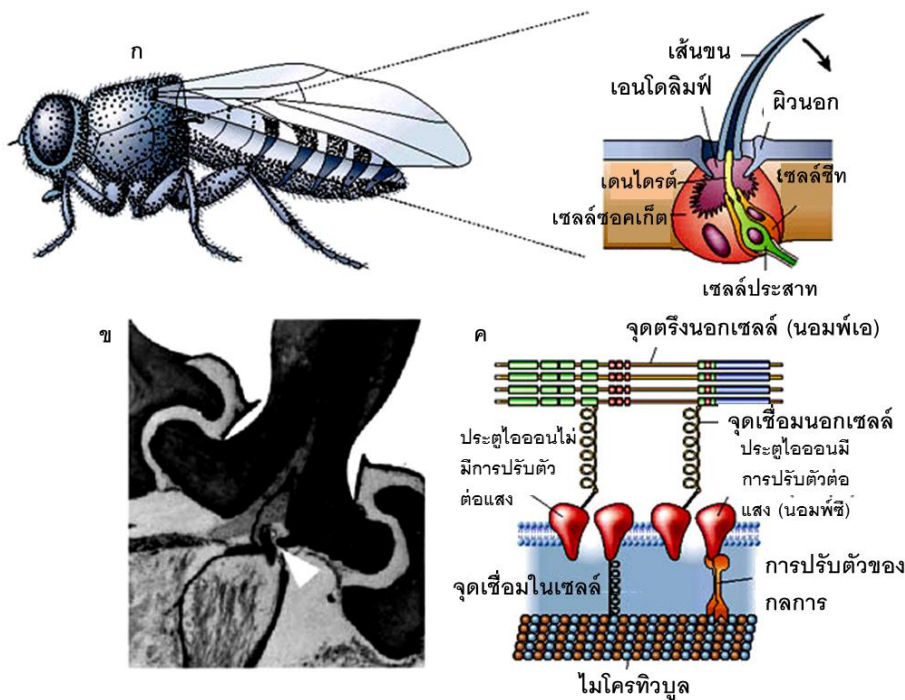 ก
เส้นขน
เอนโดลิมฟ์
ผิวนอก
เดนไดรต์
เซลล์ชีท
เซลล์ซอคเก็ต
เซลล์ประสาท
ข
ค
จุดตรึงนอกเซลล์ (นอมพ์เอ)
จุดเชื่อมนอกเซลล์
ประตูไอออนไม่
มีการปรับตัว
ต่อแสง
ประตูไอออนมี
การปรับตัวต่อ
แสง (น่อมพ์ซี)
จุดเชื่อมในเซลล์
การปรับตัวของ
กลการ
ไมโครทิวบูล